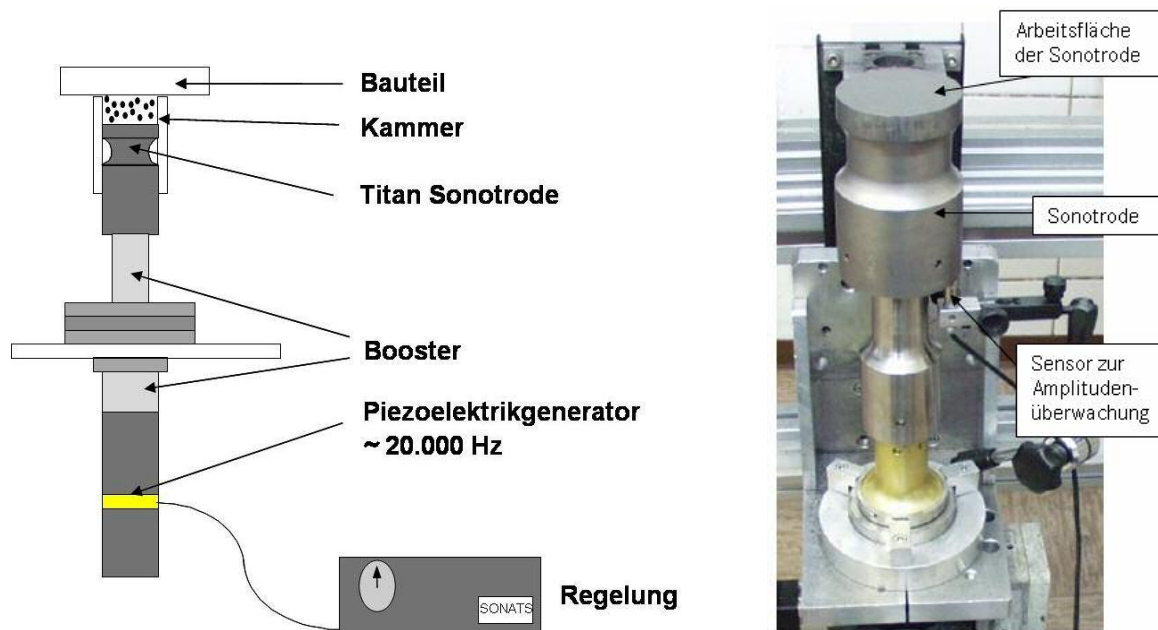 Bauteil
Kammer
Titan Sonotrode
Booster
Piezoelektrikgenerator
~ 20.000 Hz
SONATS
Regelung
Arbeitsfläche
der Sonotrode
Sonotrode
Sensor zur
Amplituden-
überwachung